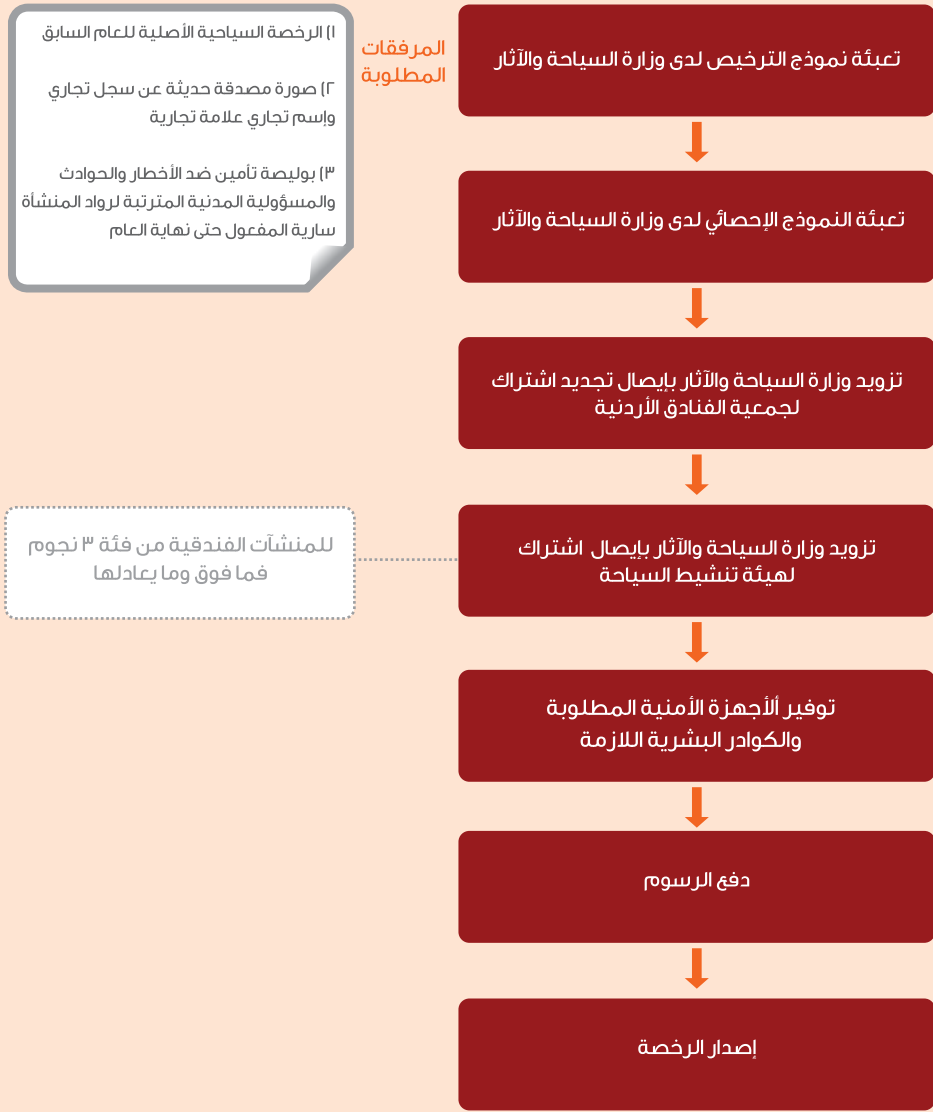 تعبئة نموذج الترخيص لدى وزارة السياحة والآثار
المرفقات
المطلوبة
١) الرخصة السياحية الأصلية للعام السابق
٢) صورة مصدقة حديثة عن سجل تجاري
وإسم تجاري علامة تجارية
٣) بوليصة تأمين ضد الأخطار والحوادث
والمسؤولية المدنية المترتبة لرواد المنشأة
سارية المفعول حتى نهاية العام
تعبئة النموذج الإحصائي لدى وزارة السياحة والآثار
تزويد وزارة السياحة والآثار بإيصال تجديد اشتراك
لجمعية الفنادق الأردنية
تزويد وزارة السياحة والآثار بإيصال اشتراك
لهيئة تنشيط السياحة
للمنشآت الفندقية من فئة ٣ نجوم
فما فوق وما يعادلها
توفير ألأجهزة الأمنية المطلوبة
والكوادر البشرية اللازمة
دفع الرسوم
إصدار الرخصة